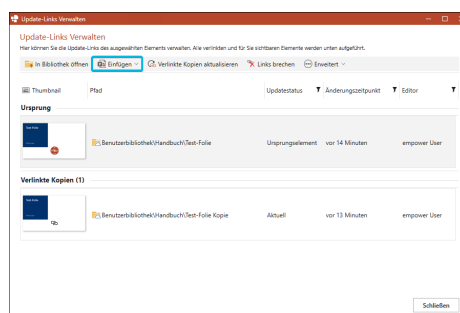 Update-Links Verwalten
Update-Links Verwalten
Hier können Sie die Update-Links des ausgewählten Elements verwalten. Alle verlinkten und für Sie sichtbaren Elemente werden unten aufgeführt.
In Bibliothek öffnen Einfügen Verlinkte Kopien aktualisieren Links brechen Erweitert
Thumbnail Pfad Updatestatus Änderungszeitpunkt Editor
Ursprung
Test-Folie
Benutzerbibliothek\Handbuch\Test-Folie Ursprungselement vor 14 Minuten empower User
Verlinkte Kopien (1)
Test-Folie
Benutzerbibliothek\Handbuch\Test-Folie Kopie Aktuell vor 13 Minuten empower User
Schließen